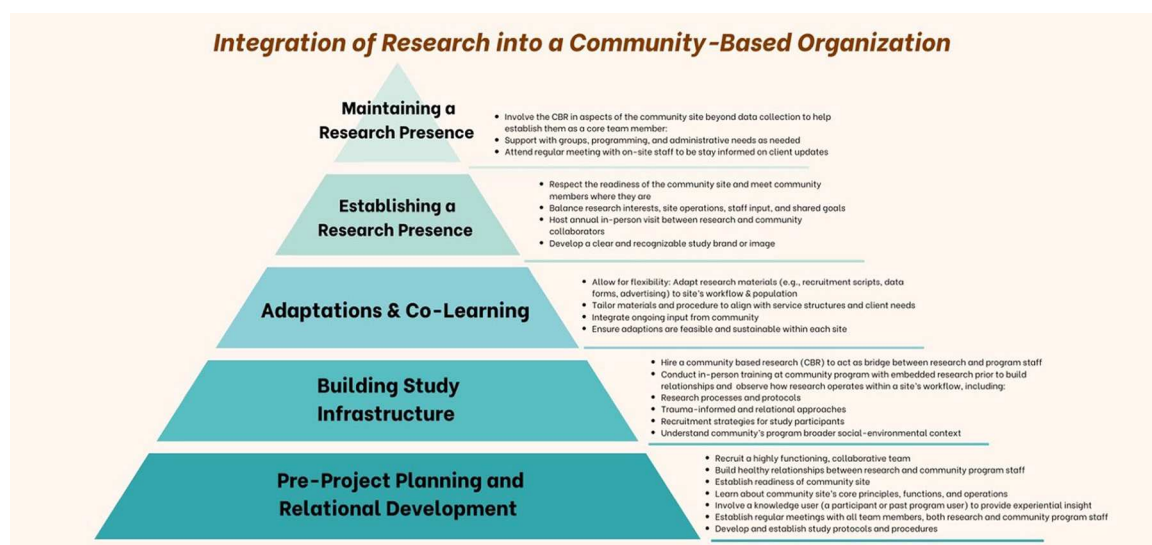 Integration of Research into a Community-Based Organization
Maintaining a
Research Presence
• Involve the CBR in aspects of the community site beyond data collection to help
establish them as a core team member:
• Support with groups, programming, and administrative needs as needed
• Attend regular meeting with on-site staff to be stay informed on client updates
Establishing a
Research Presence
• Respect the readiness of the community site and meet community
members where they are
• Balance research interests, site operations, staff input, and shared goals
• Host annual in-person visit between research and community
collaborators
• Develop a clear and recognizable study brand or image
Adaptations & Co-Learning
• Allow for flexibility: Adapt research materials (e.g., recruitment scripts, data
forms, advertising) to site's workflow & population
• Tailor materials and procedure to align with service structures and client needs
• Integrate ongoing input from community
• Ensure adaptions are feasible and sustainable within each site
Building Study
Infrastructure
• Hire a community based research (CBR) to act as bridge between research and program staff
• Conduct in-person training at community program with embedded research prior to build
relationships and observe how research operates within a site's workflow, including:
• Research processes and protocols
• Trauma-informed and relational approaches
• Recruitment strategies for study participants
• Understand community's program broader social-environmental context
Pre-Project Planning and
Relational Development
• Recruit a highly functioning, collaborative team
• Build healthy relationships between research and community program staff
• Establish readiness of community site
• Learn about community site's core principles, functions, and operations
• Involve a knowledge user (a participant or past program user) to provide experiential insight
• Establish regular meetings with all team members, both research and community program staff
• Develop and establish study protocols and procedures